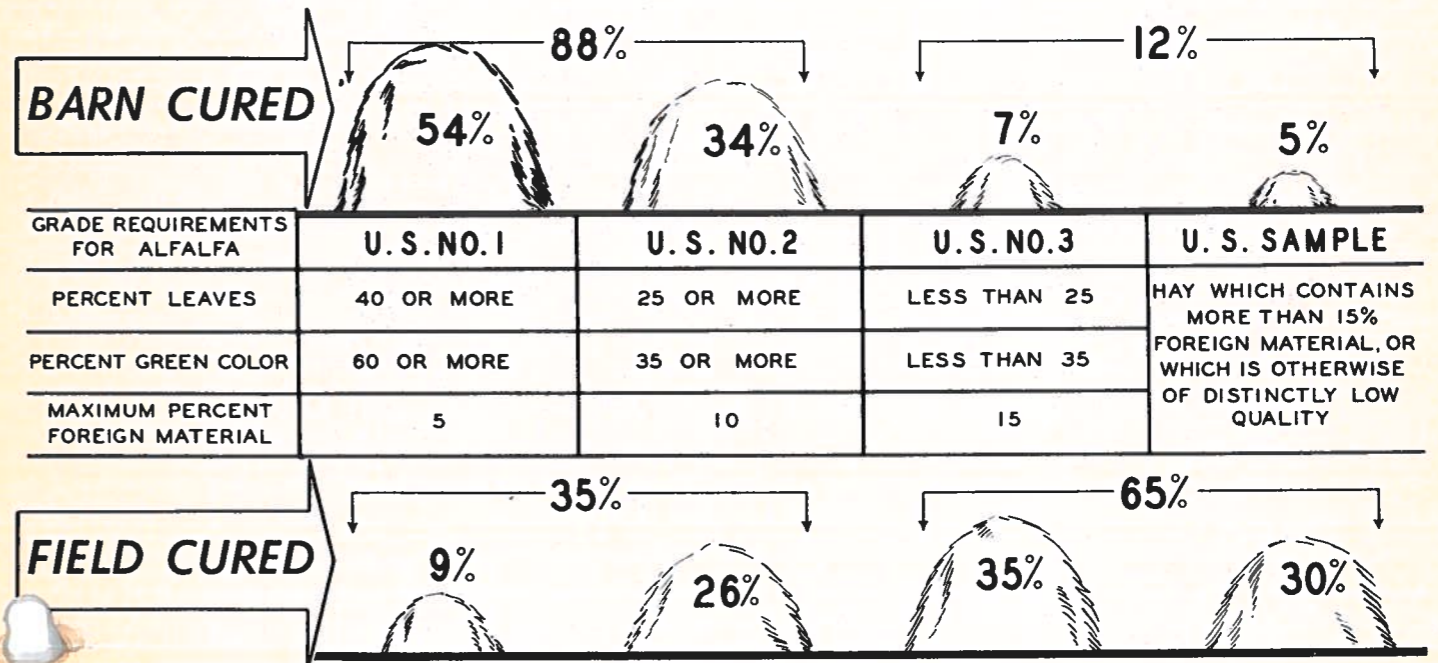 88%
12%
BARN CURED
54%
34%
7%
5%
GRADE REQUIREMENTS
FOR ALFALFA
U.S.NO.1
U.S.NO.2
U.S.NO.3
U.S. SAMPLE
PERCENT LEAVES
40 OR MORE
25 OR MORE
LESS THAN 25
HAY WHICH CONTAINS
MORE THAN 15%
FOREIGN MATERIAL, OR
WHICH IS OTHERWISE
OF DISTINCTLY LOW
QUALITY
PERCENT GREEN COLOR
60 OR MORE
35 OR MORE
LESS THAN 35
MAXIMUM PERCENT
FOREIGN MATERIAL
5
10
15
35%
65%
FIELD CURED
9%
26%
35%
30%